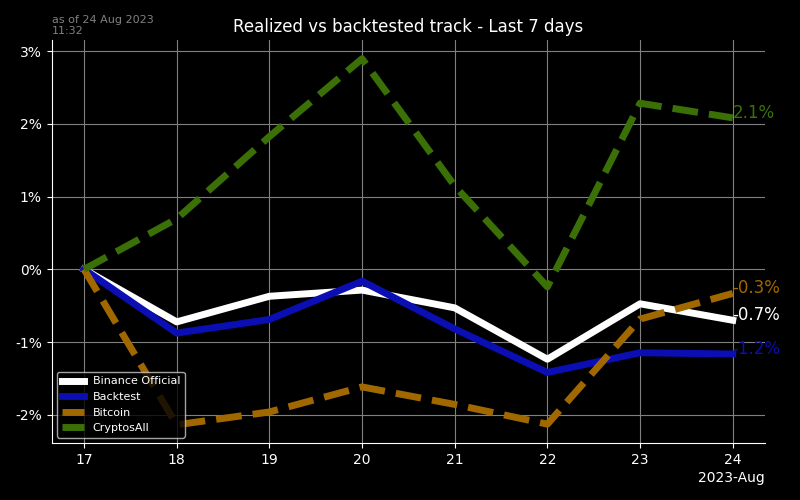 as of 24 Aug 2023
11:32
Realized vs backtested track - Last 7 days
3%
2%
1%
0%
-1%
-2%
2.1%
-0.3%
-0.7%
-1.2%
Binance Official
Backtest
Bitcoin
CryptosAll
17 18 19 20 21 22 23 24
2023-Aug